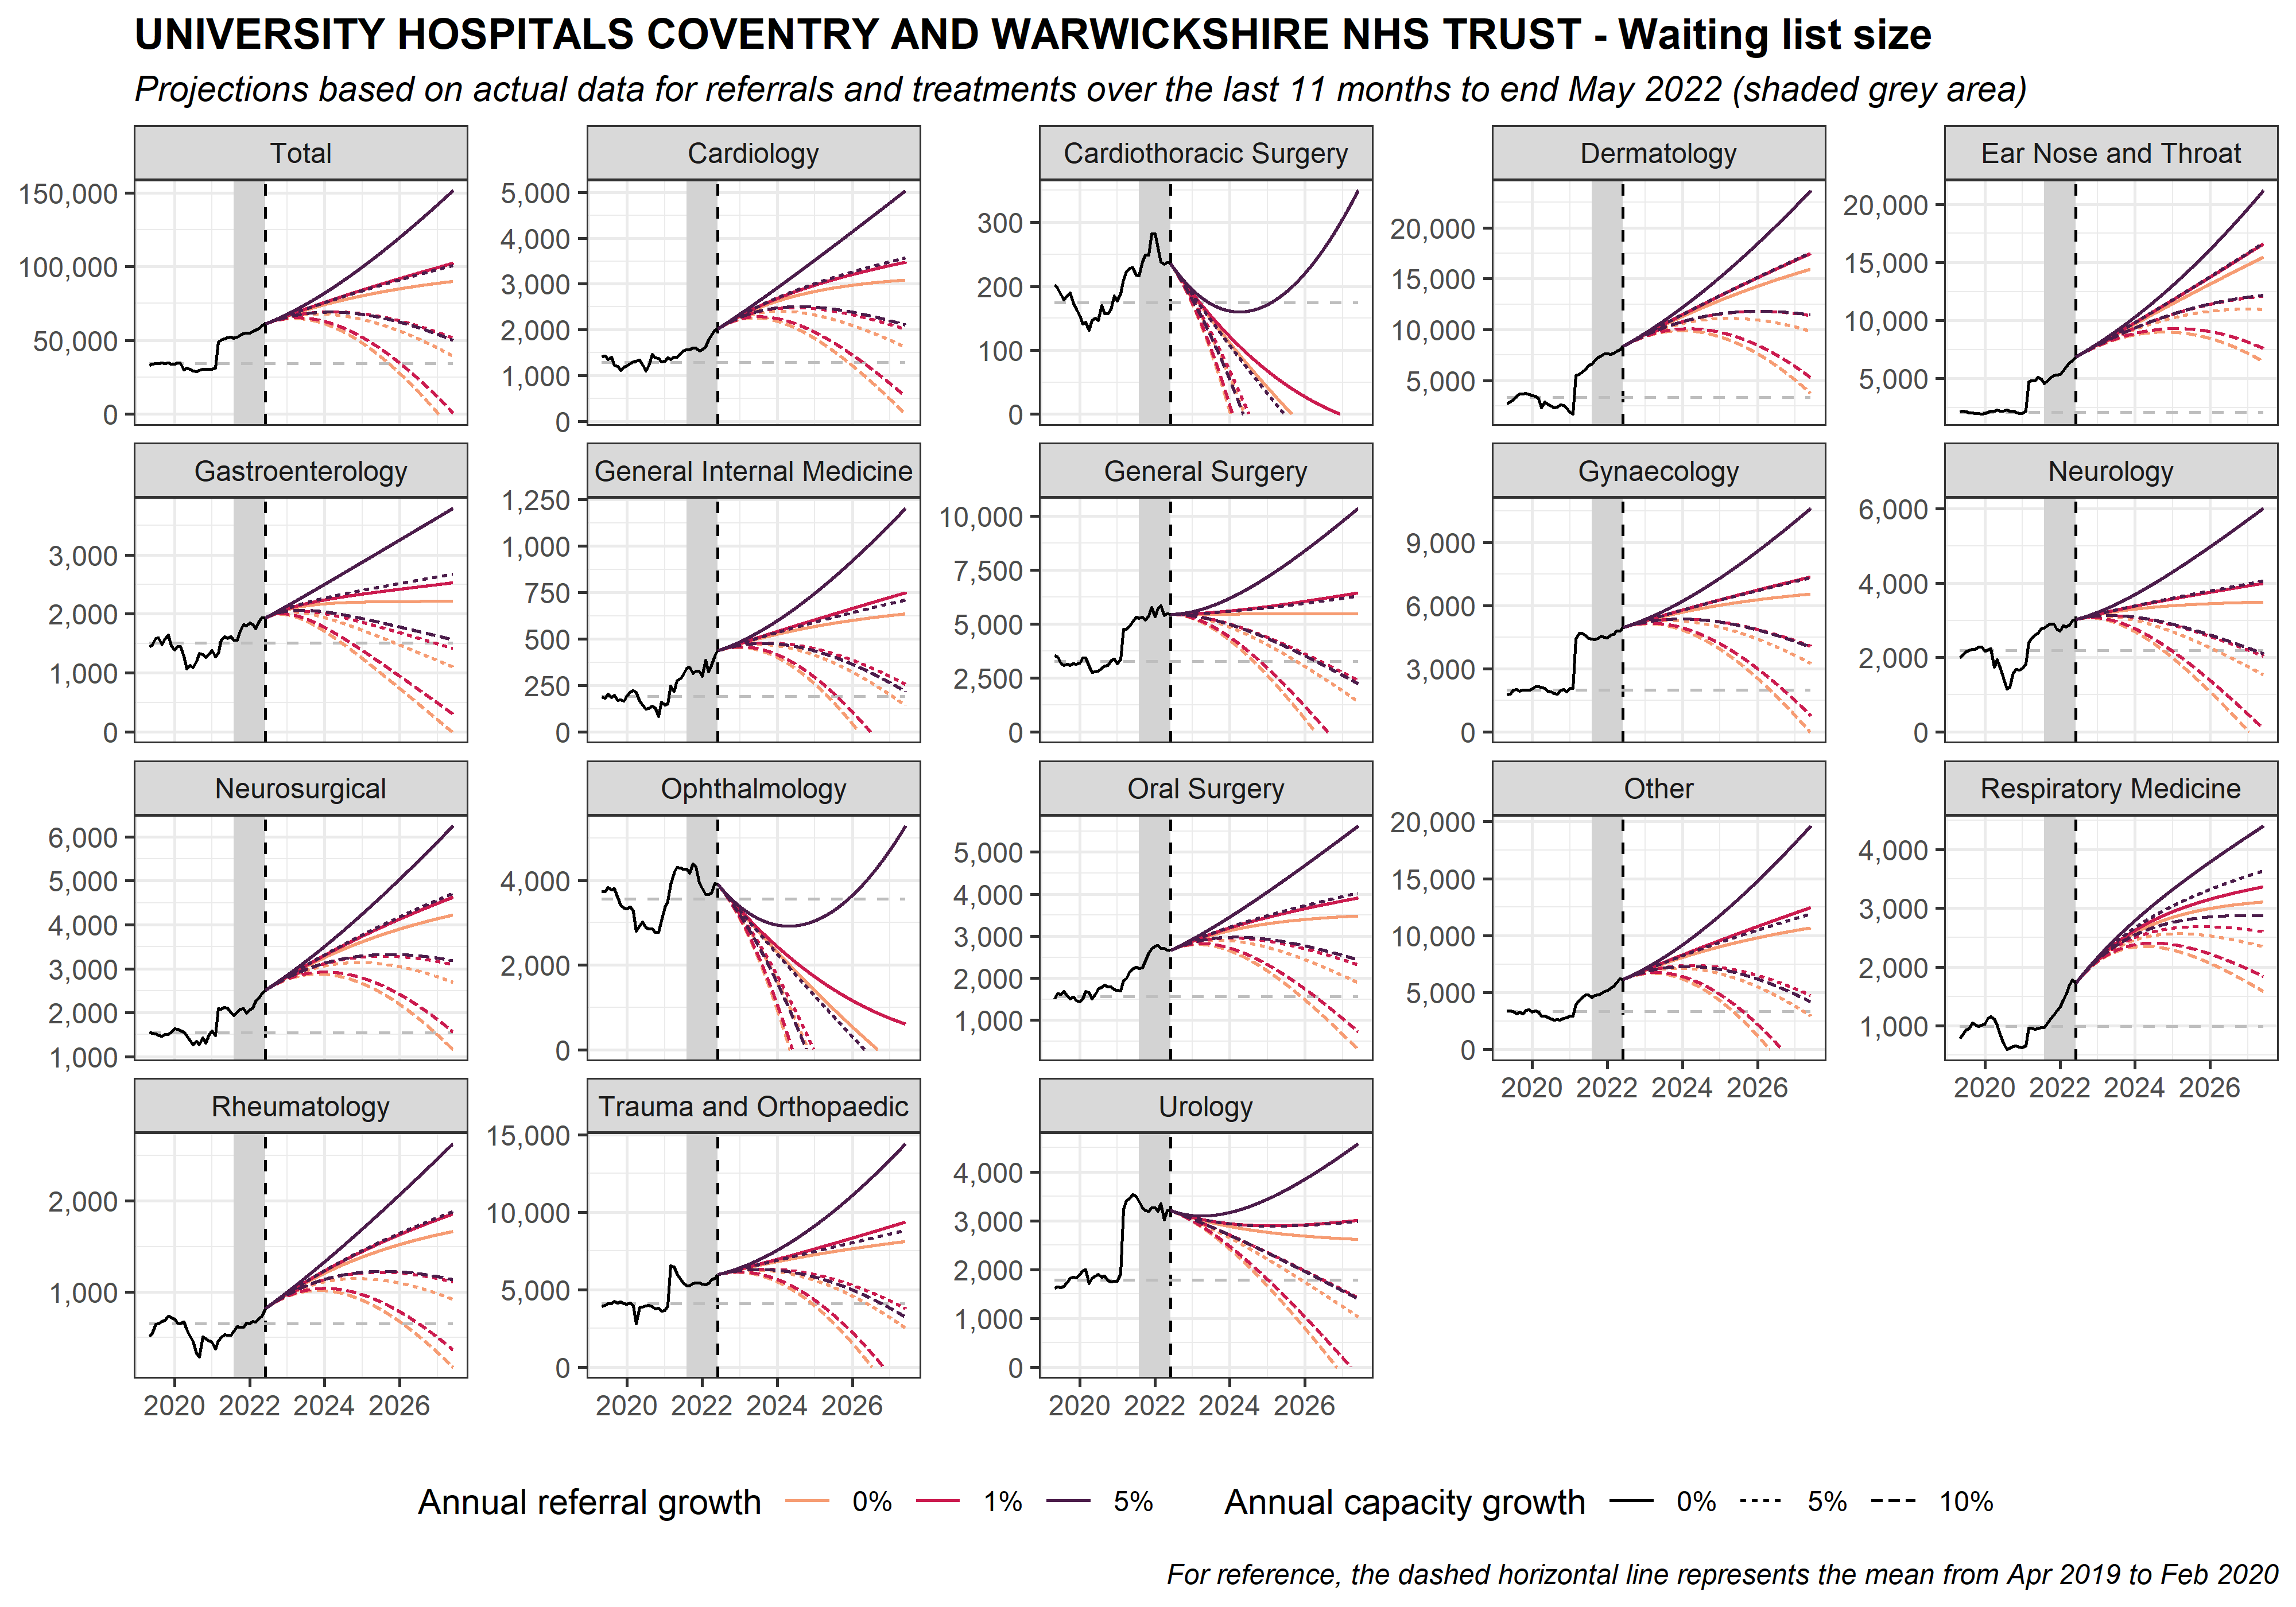 UNIVERSITY HOSPITALS COVENTRY AND WARWICKSHIRE NHS TRUST - Waiting list size
Projections based on actual data for referrals and treatments over the last 11 months to end May 2022 (shaded grey area)
Total
150,000
100,000
50,000
0
Cardiology
5,000
4,000
3,000
2,000
1,000
0
Cardiothoracic Surgery
300
200
100
0
Dermatology
20,000
15,000
10,000
5,000
Ear Nose and Throat
20,000
15,000
10,000
5,000
Gastroenterology
3,000
2,000
1,000
0
General Internal Medicine
1,250
1,000
750
500
250
0
General Surgery
10,000
7,500
5,000
2,500
0
Gynaecology
9,000
6,000
3,000
0
Neurology
6,000
4,000
2,000
0
Neurosurgical
6,000
5,000
4,000
3,000
2,000
1,000
Ophthalmology
4,000
2,000
0
Oral Surgery
5,000
4,000
3,000
2,000
1,000
Other
20,000
15,000
10,000
5,000
0
2020 2022 2024 2026
Respiratory Medicine
4,000
3,000
2,000
1,000
2020 2022 2024 2026
Rheumatology
2,000
1,000
2020 2022 2024 2026
Trauma and Orthopaedic
15,000
10,000
5,000
0
2020 2022 2024 2026
Urology
4,000
3,000
2,000
1,000
0
2020 2022 2024 2026
Annual referral growth 0% 1% 5% Annual capacity growth 0% 5% 10%
For reference, the dashed horizontal line represents the mean from Apr 2019 to Feb 2020